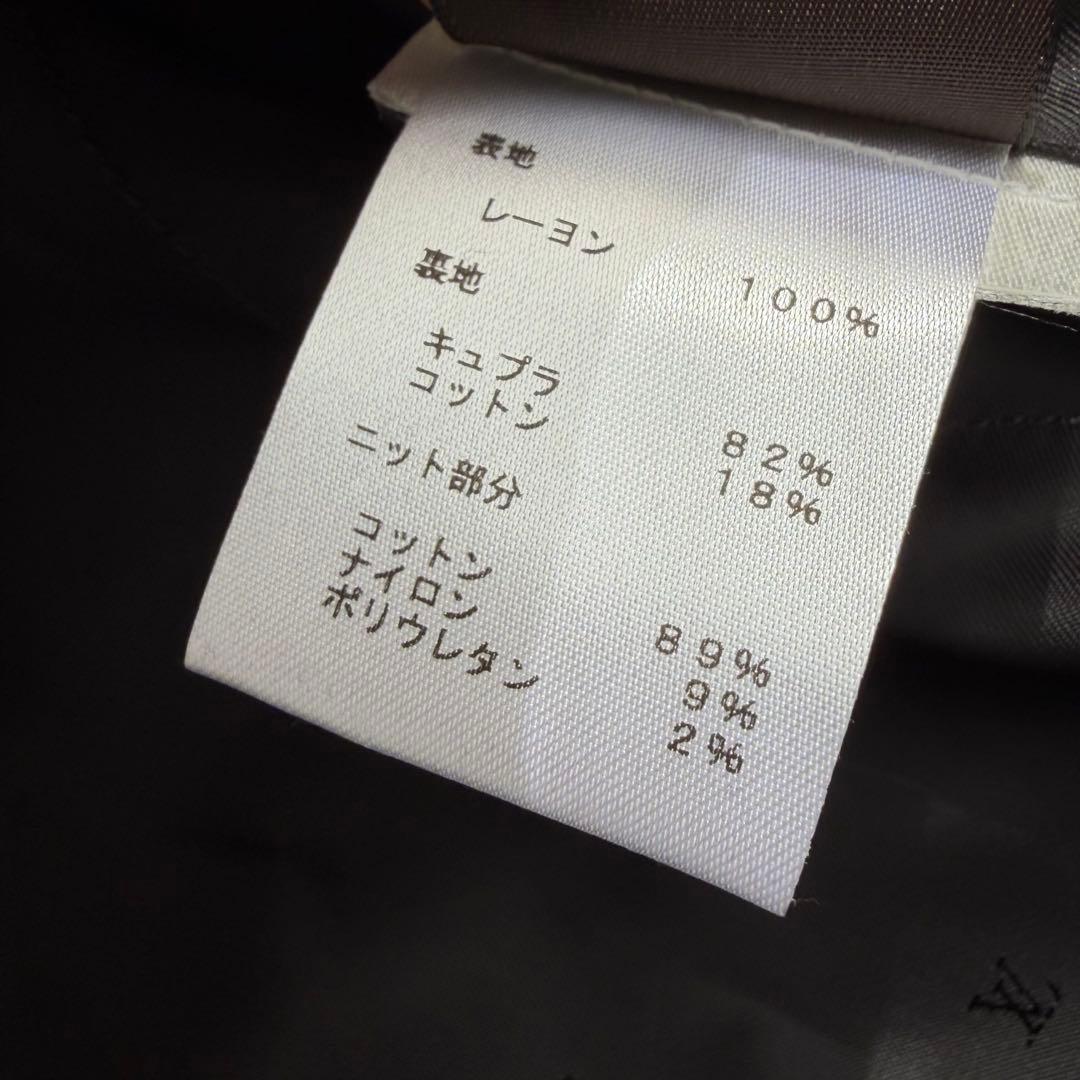 表地
レーヨン 100%
裏地
キュプラ 82%
コットン 18%
ニット部分
コットン 89%
ナイロン 9%
ポリウレタン 2%
LV